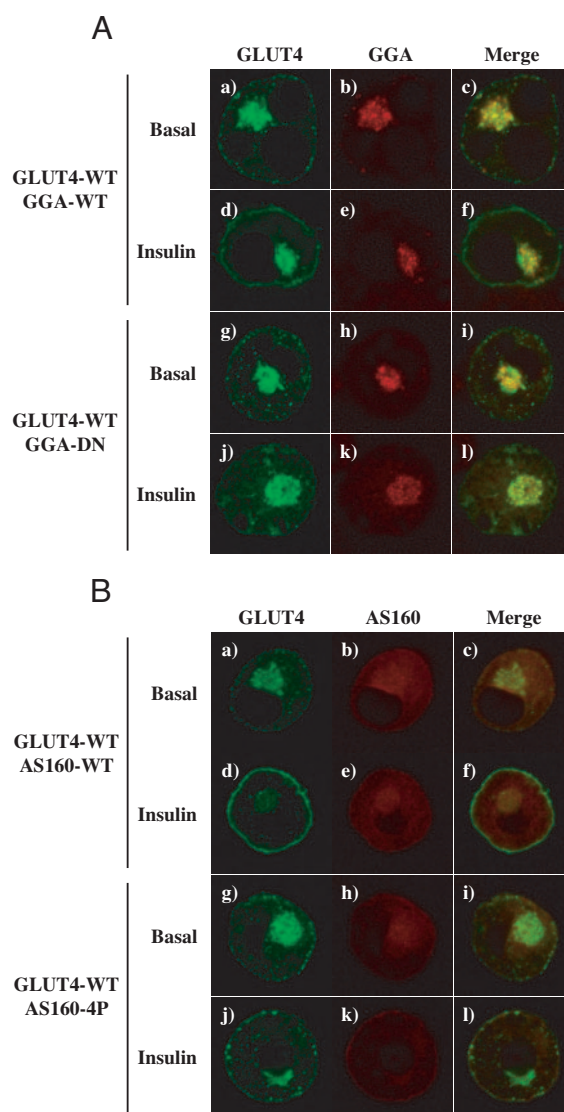 A
GLUT4 GGA Merge
a) b) c)
Basal
GLUT4-WT
GGA-WT
d) e) f)
Insulin
g) h) i)
Basal
GLUT4-WT
GGA-DN
j) k) l)
Insulin
B
GLUT4 AS160 Merge
a) b) c)
Basal
GLUT4-WT
AS160-WT
d) e) f)
Insulin
g) h) i)
Basal
GLUT4-WT
AS160-4P
j) k) l)
Insulin